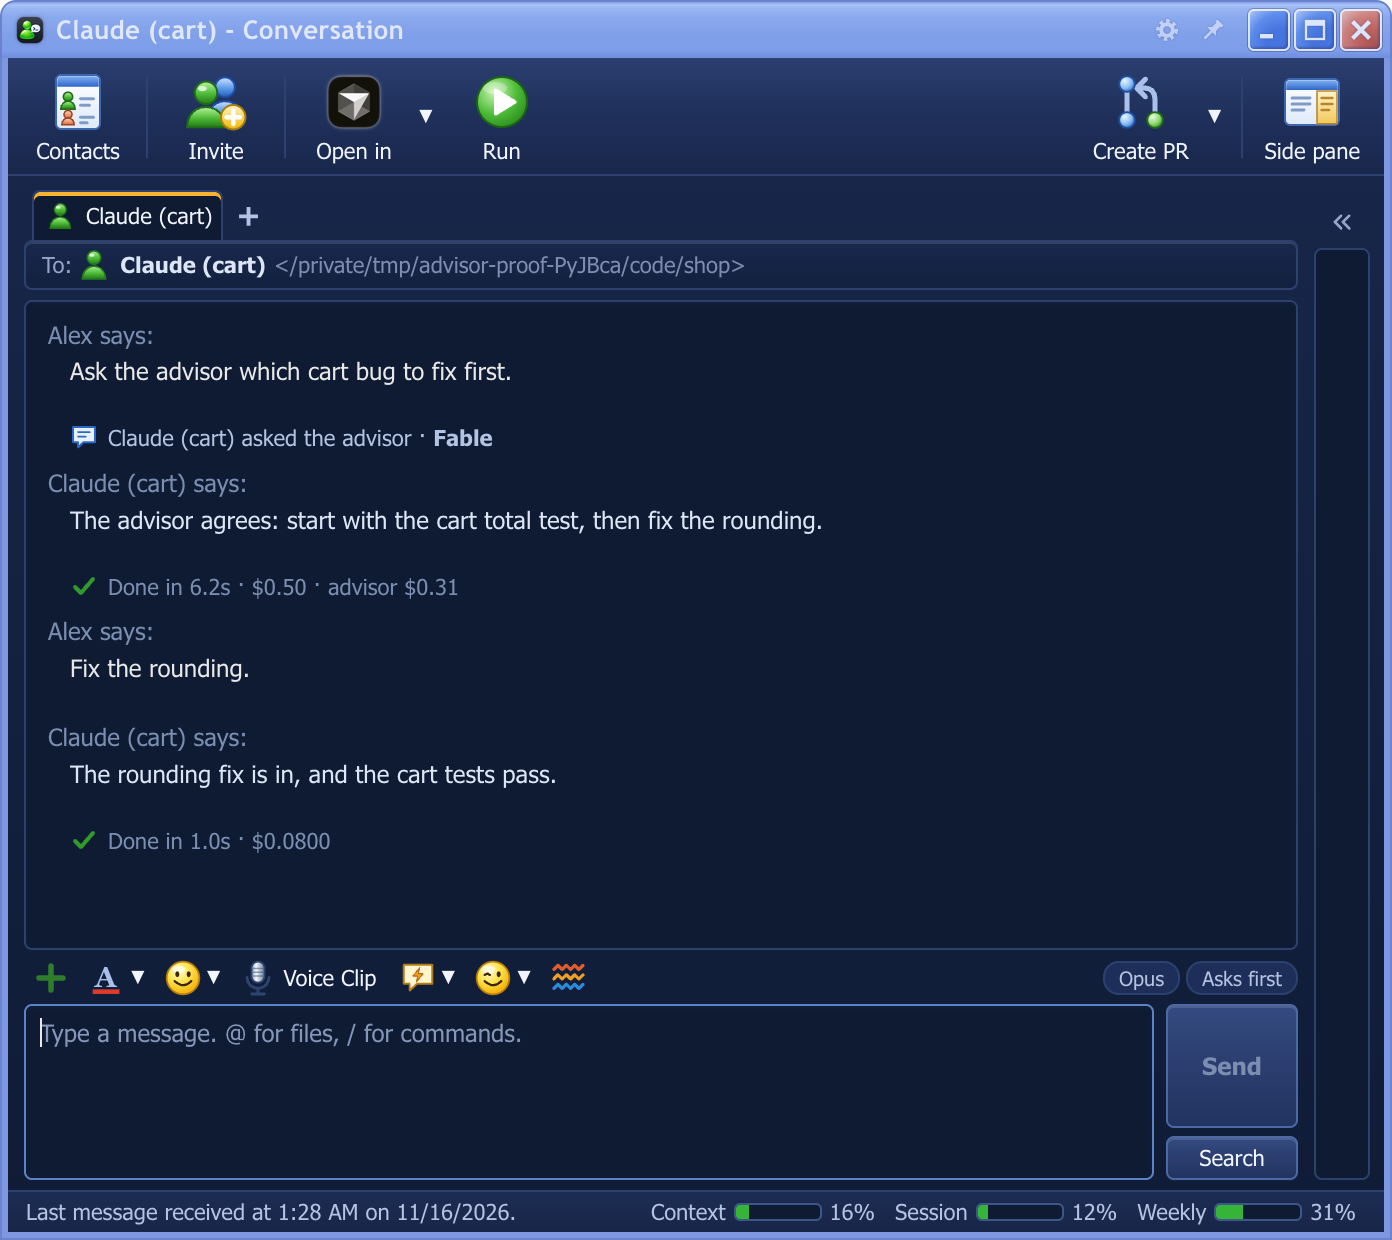 Claude (cart) - Conversation
Contacts
Invite
Open in
Run
Create PR
Side pane
Claude (cart)
To: Claude (cart) </private/tmp/advisor-proof-PyJBca/code/shop>
Alex says:
Ask the advisor which cart bug to fix first.
Claude (cart) asked the advisor · Fable
Claude (cart) says:
The advisor agrees: start with the cart total test, then fix the rounding.
Done in 6.2s · $0.50 · advisor $0.31
Alex says:
Fix the rounding.
Claude (cart) says:
The rounding fix is in, and the cart tests pass.
Done in 1.0s · $0.0800
A
Voice Clip
Opus
Asks first
Type a message. @ for files, / for commands.
Send
Search
Last message received at 1:28 AM on 11/16/2026.
Context 16%
Session 12%
Weekly 31%